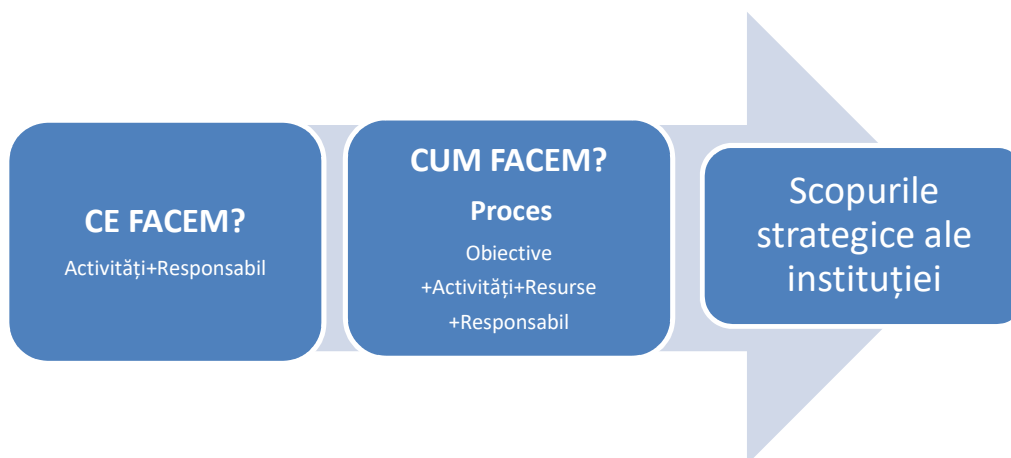 CE FACEM?
Activități+Responsabil
CUM FACEM?
Proces
Obiective
+Activități+Resurse
+Responsabil
Scopurile
strategice ale
instituției